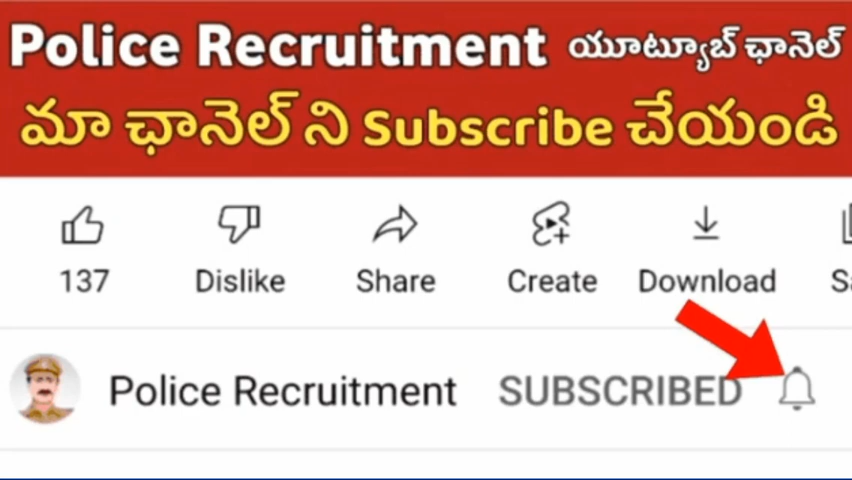 Police Recruitment యూట్యూబ్ ఛానెల్
మా ఛానెల్ ని Subscribe చేయండి
137 Dislike Share Create Download
Police Recruitment SUBSCRIBED